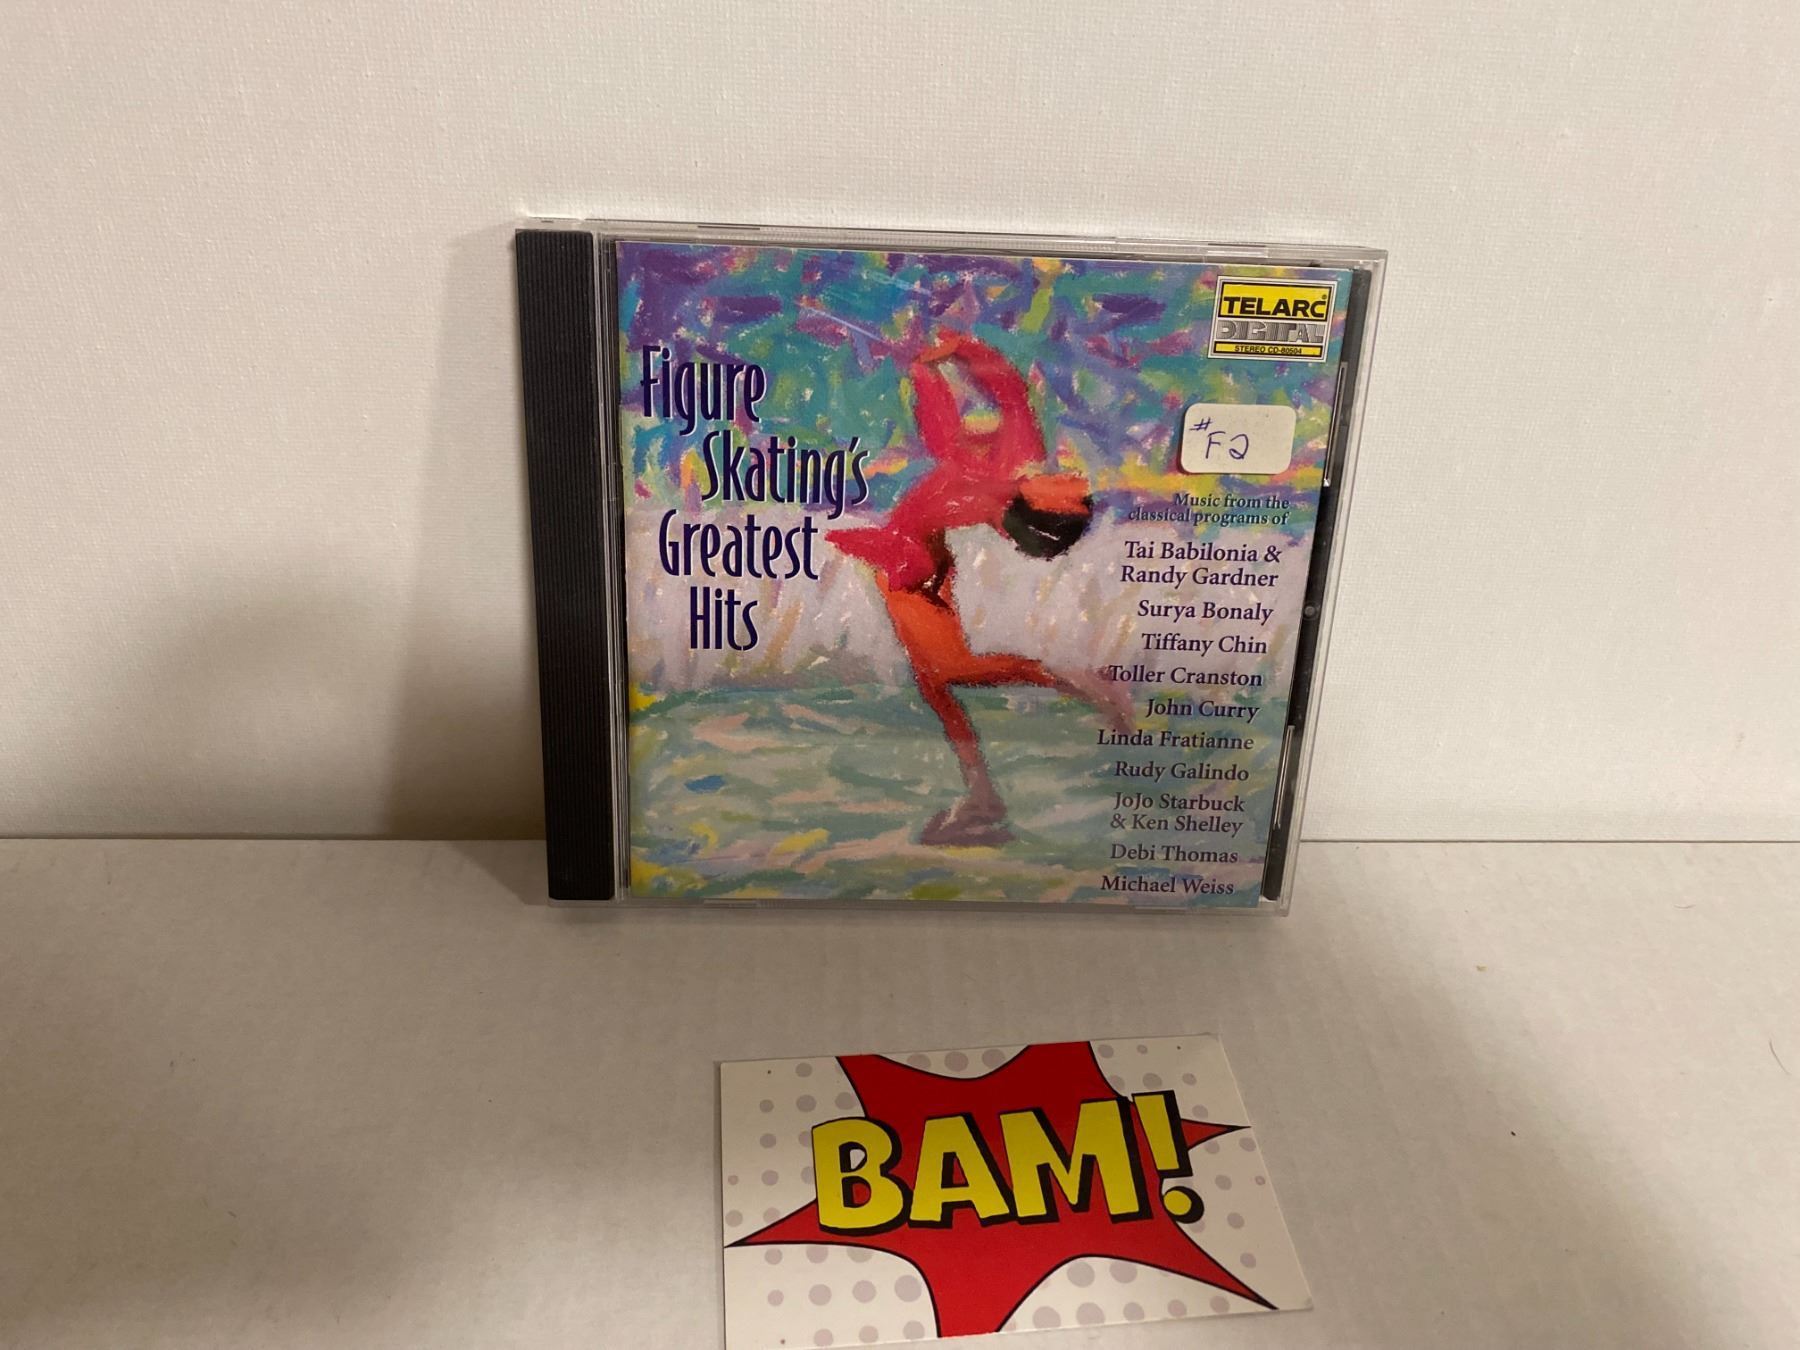 Figure
Skating's
Greatest
Hits
TELARC®
DIGITAL
STEREO CD-80504
#F2
Music from the
classical programs of
Tai Babilonia &
Randy Gardner
Surya Bonaly
Tiffany Chin
Toller Cranston
John Curry
Linda Fratianne
Rudy Galindo
JoJo Starbuck
& Ken Shelley
Debi Thomas
Michael Weiss
BAM!